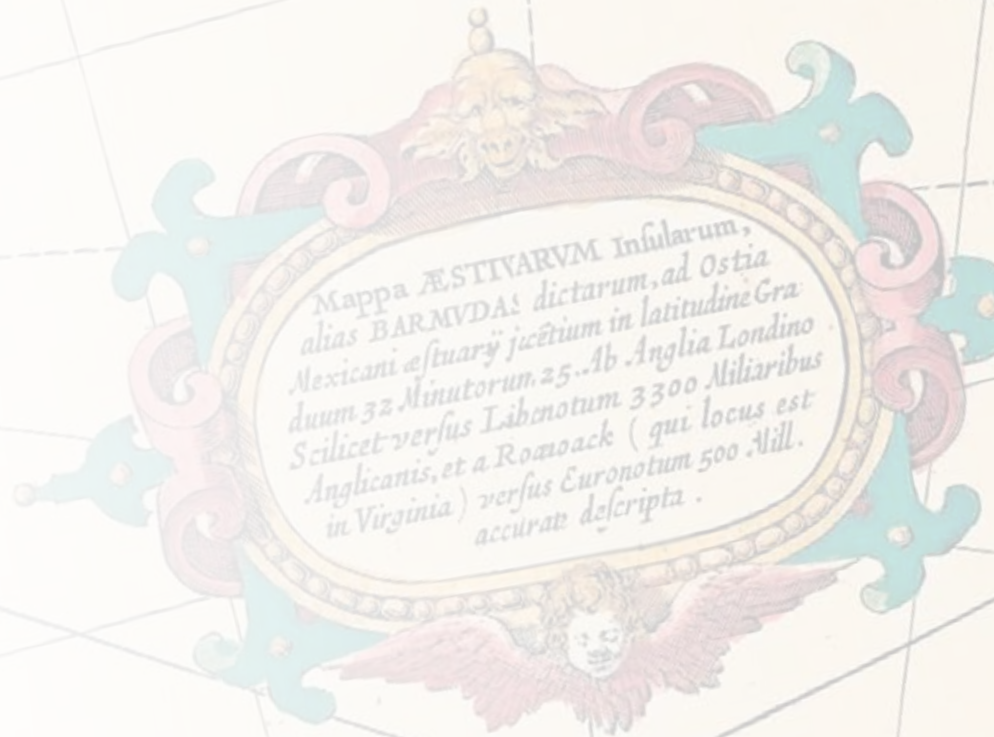 Mappa ÆSTIVARVM Inſularum,
alias BARMVDAS dictarum, ad Ostia
Mexicani æſtuarÿ jacētium in latitudine Gra
duum 32 Minutorum 25. Ab Anglia Londino
Scilicet verſus Libonotum 3300 Miliaribus
Anglicanis, et a Roanoack ( qui locus est
in Virginia ) verſus Euronotum 500 Mill.
accurate deſcripta .